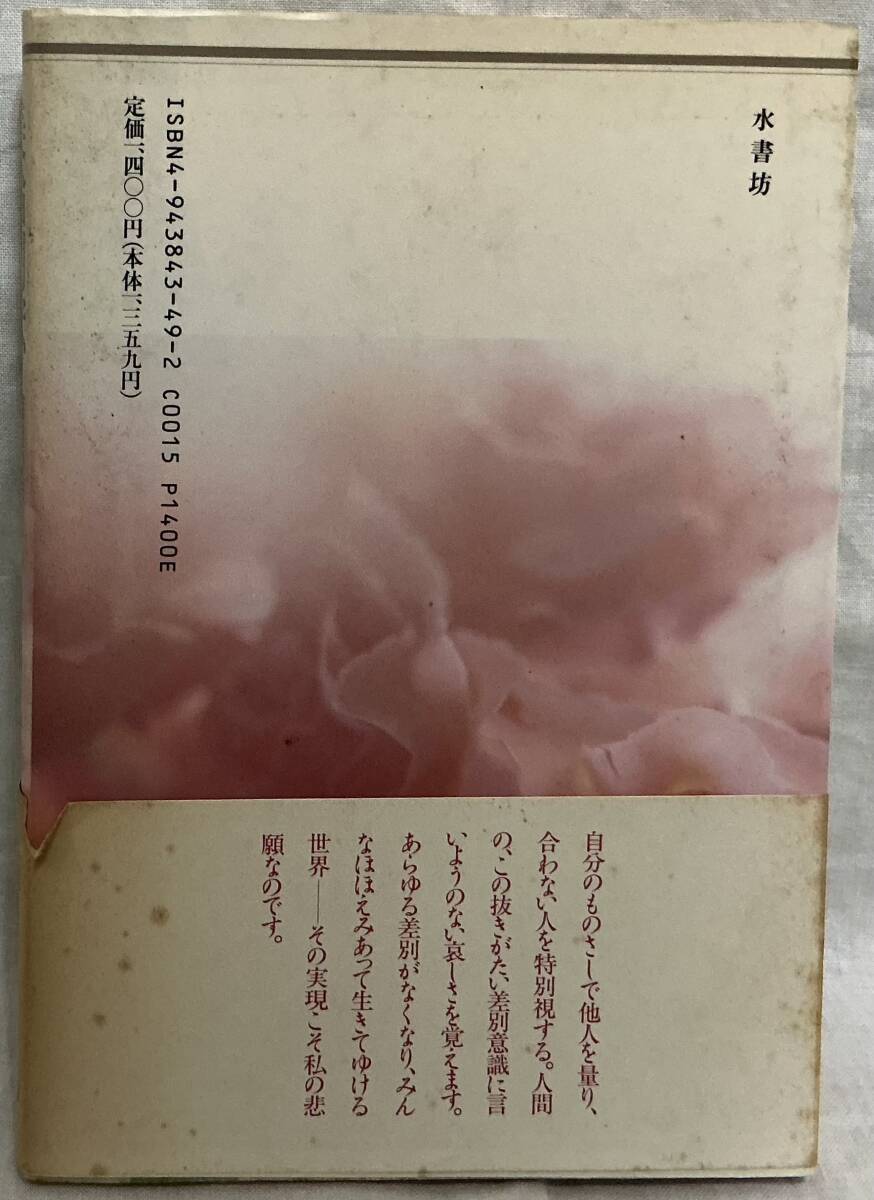 水書坊
ISBN4-943843-49-2 C0015 P1400E
定価一、四〇〇円(本体一、三五九円)
自分のものさしで他人を量り、
合わない人を特別視する。人間
の、この抜きがたい差別意識に言
いようのない哀しさを覚えます。
あらゆる差別がなくなり、みん
なほほえみあって生きてゆける
世界――その実現こそ私の悲
願なのです。